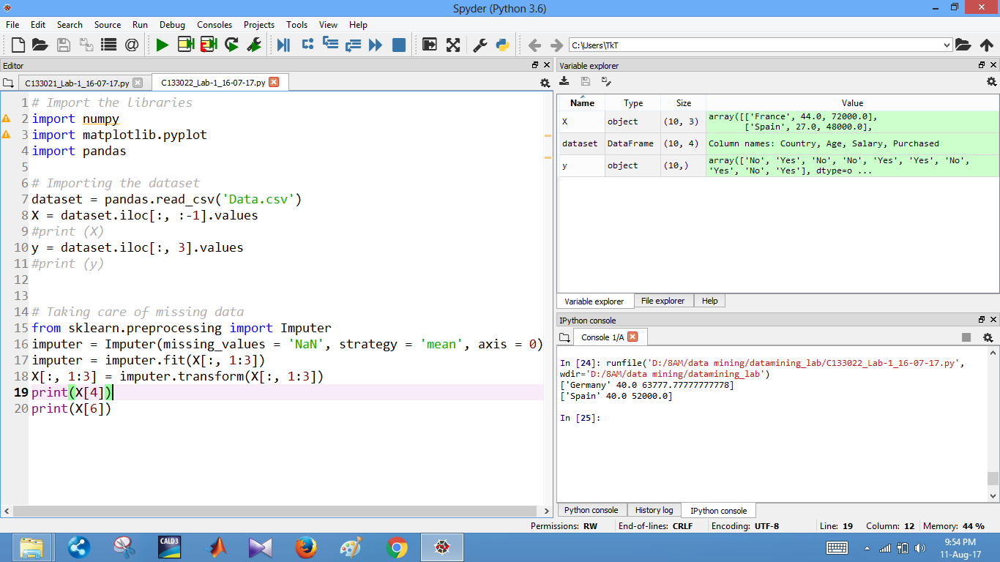 Spyder (Python 3.6)
File Edit Search Source Run Debug Consoles Projects Tools View Help
C:\Users\TkT
Editor
C133021_Lab-1_16-07-17.py C133022_Lab-1_16-07-17.py
1 # Import the libraries
2 import numpy
3 import matplotlib.pyplot
4 import pandas
5
6 # Importing the dataset
7 dataset = pandas.read_csv('Data.csv')
8 X = dataset.iloc[:, :-1].values
9 #print (X)
10 y = dataset.iloc[:, 3].values
11 #print (y)
12
13
14 # Taking care of missing data
15 from sklearn.preprocessing import Imputer
16 imputer = Imputer(missing_values = 'NaN', strategy = 'mean', axis = 0)
17 imputer = imputer.fit(X[:, 1:3])
18 X[:, 1:3] = imputer.transform(X[:, 1:3])
19 print(X[4])
20 print(X[6])
Variable explorer
Name Type Size Value
X object (10, 3) array([['France', 44.0, 72000.0],
['Spain', 27.0, 48000.0],
dataset DataFrame (10, 4) Column names: Country, Age, Salary, Purchased
y object (10,) array(['No', 'Yes', 'No', 'No', 'Yes', 'Yes', 'No',
'Yes', 'No', 'Yes'], dtype=o ...
Variable explorer File explorer Help
IPython console
Console 1/A
In [24]: runfile('D:/8AM/data mining/datamining_lab/C133022_Lab-1_16-07-17.py',
wdir='D:/8AM/data mining/datamining_lab')
['Germany' 40.0 63777.77777777778]
['Spain' 40.0 52000.0]
In [25]:
Python console History log IPython console
Permissions: RW End-of-lines: CRLF Encoding: UTF-8 Line: 19 Column: 12 Memory: 44 %
CALD3
9:54 PM
11-Aug-17